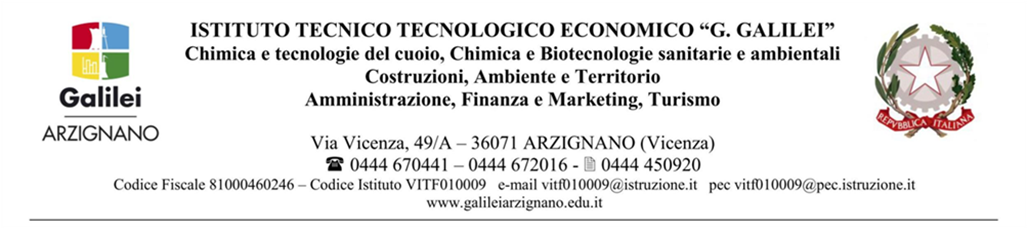 Galilei
ARZIGNANO
ISTITUTO TECNICO TECNOLOGICO ECONOMICO “G. GALILEI”
Chimica e tecnologie del cuoio, Chimica e Biotecnologie sanitarie e ambientali
Costruzioni, Ambiente e Territorio
Amministrazione, Finanza e Marketing, Turismo
Via Vicenza, 49/A – 36071 ARZIGNANO (Vicenza)
☎ 0444 670441 – 0444 672016 - 🖹 0444 450920
Codice Fiscale 81000460246 – Codice Istituto VITF010009 e-mail vitf010009@istruzione.it pec vitf010009@pec.istruzione.it
www.galileiarzignano.edu.it
REPVBBLICA ITALIANA